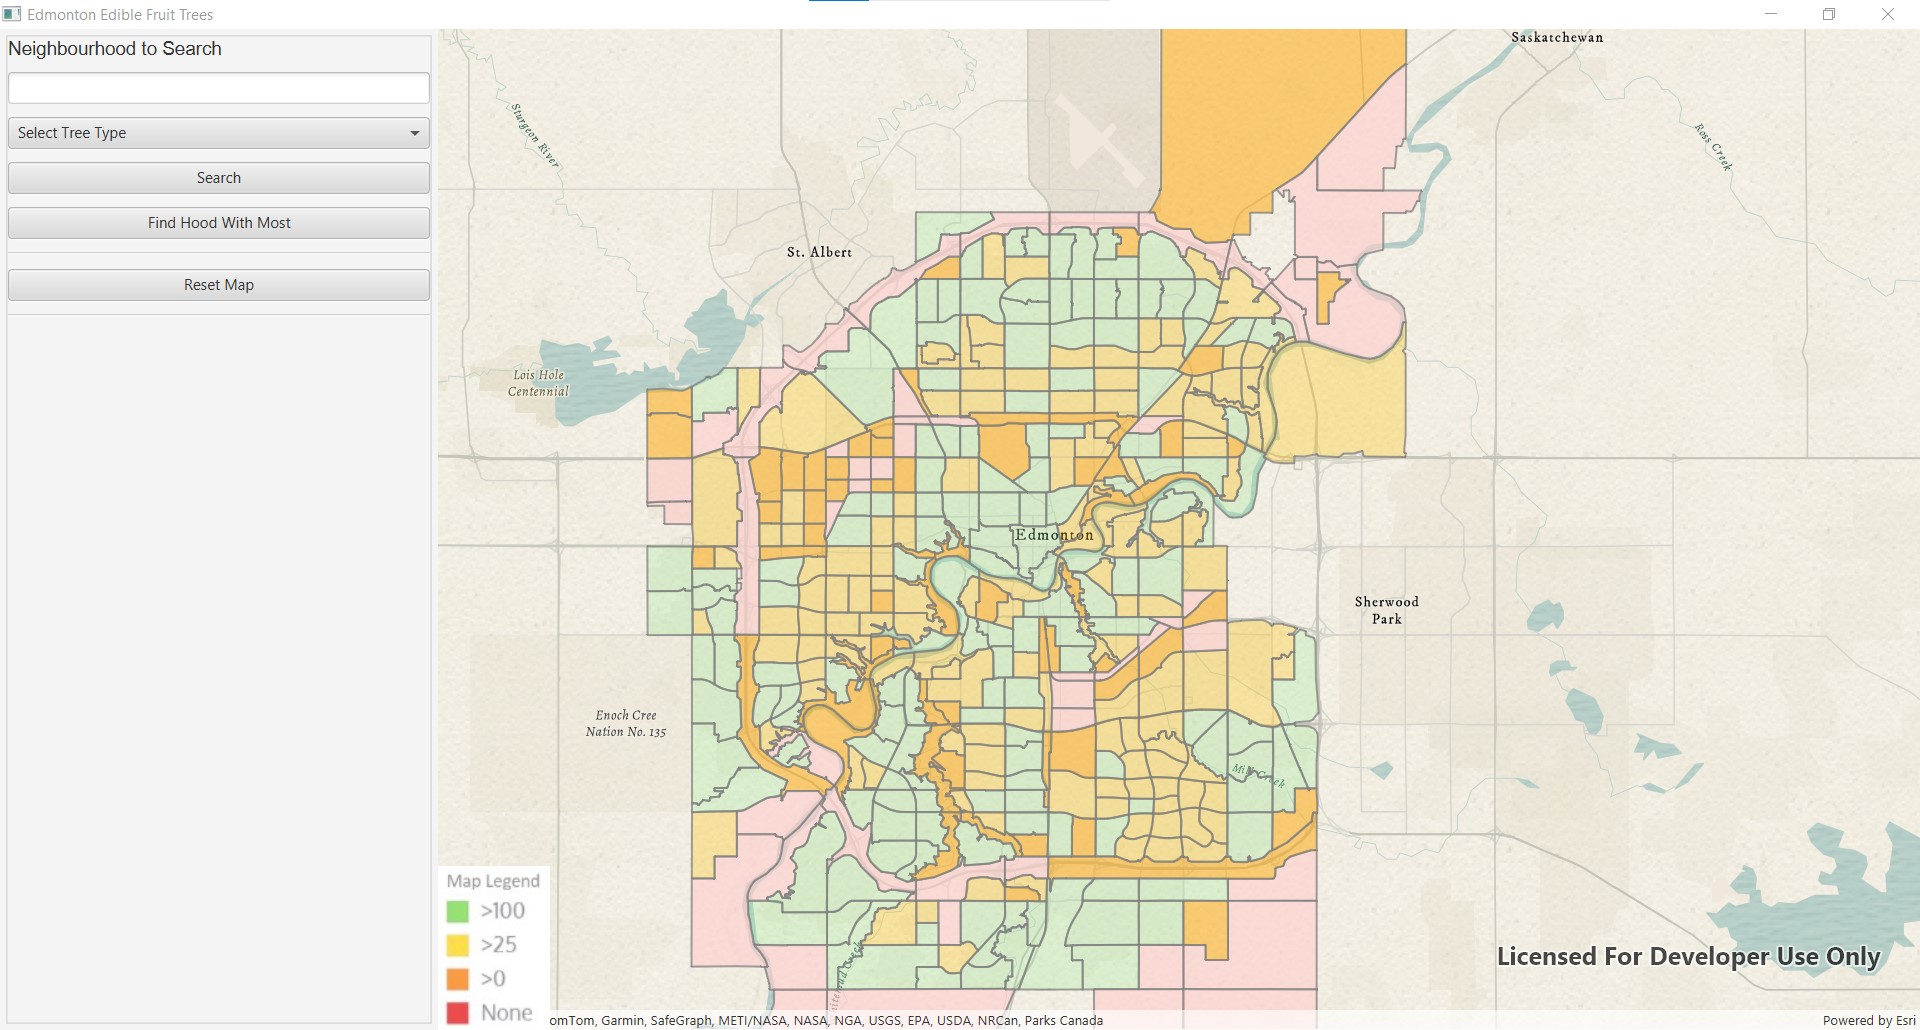 Edmonton Edible Fruit Trees
Neighbourhood to Search
Select Tree Type
Search
Find Hood With Most
Reset Map
Saskatchewan
Sturgeon River
Ross Creek
St. Albert
Lois Hole
Centennial
Edmonton
Sherwood
Park
Enoch Cree
Nation No. 135
Mill Creek
Map Legend
>100
>25
>0
None
Licensed For Developer Use Only
omTom, Garmin, SafeGraph, METI/NASA, NASA, NGA, USGS, EPA, USDA, NRCan, Parks Canada
Powered by Esri